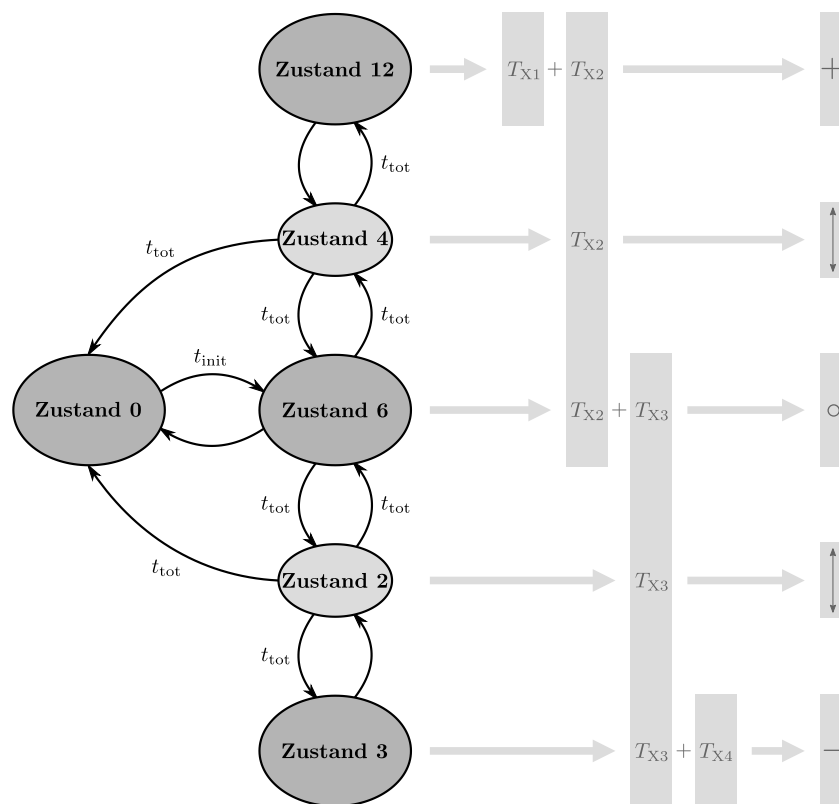 Zustand 12 T_X1 + T_X2 +
t_tot
Zustand 4 T_X2
t_tot
t_tot t_tot
t_init
Zustand 0 Zustand 6 T_X2 + T_X3 ○
t_tot t_tot
t_tot
Zustand 2 T_X3
t_tot
Zustand 3 T_X3 + T_X4 −